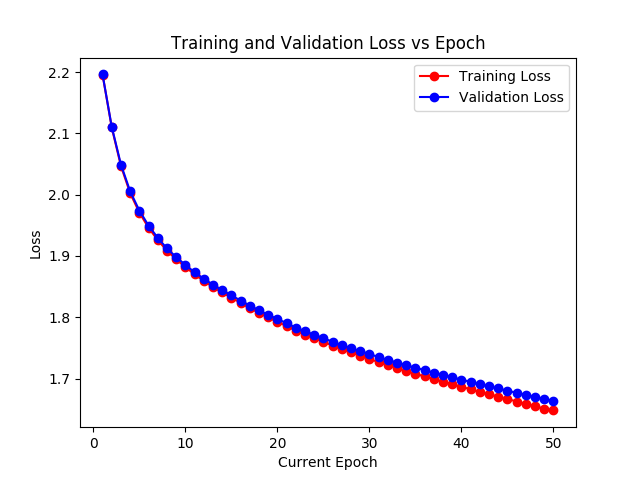 Training and Validation Loss vs Epoch
Training Loss
Validation Loss
2.2
2.1
2.0
1.9
1.8
1.7
Loss
0
10
20
30
40
50
Current Epoch